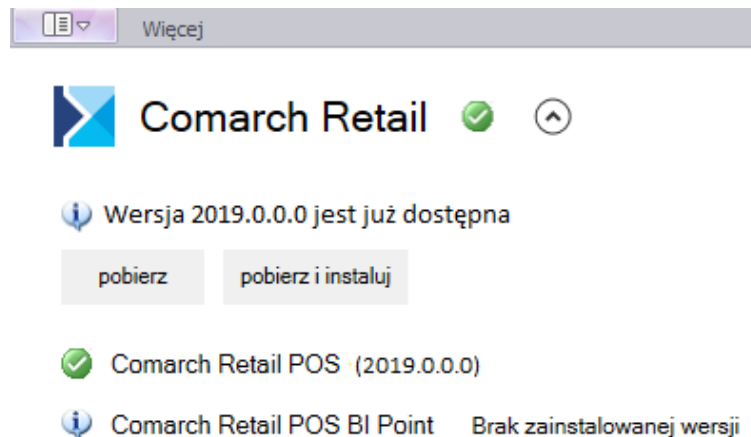 Więcej
Comarch Retail
Wersja 2019.0.0.0 jest już dostępna
pobierz pobierz i instaluj
Comarch Retail POS (2019.0.0.0)
Comarch Retail POS BI Point Brak zainstalowanej wersji